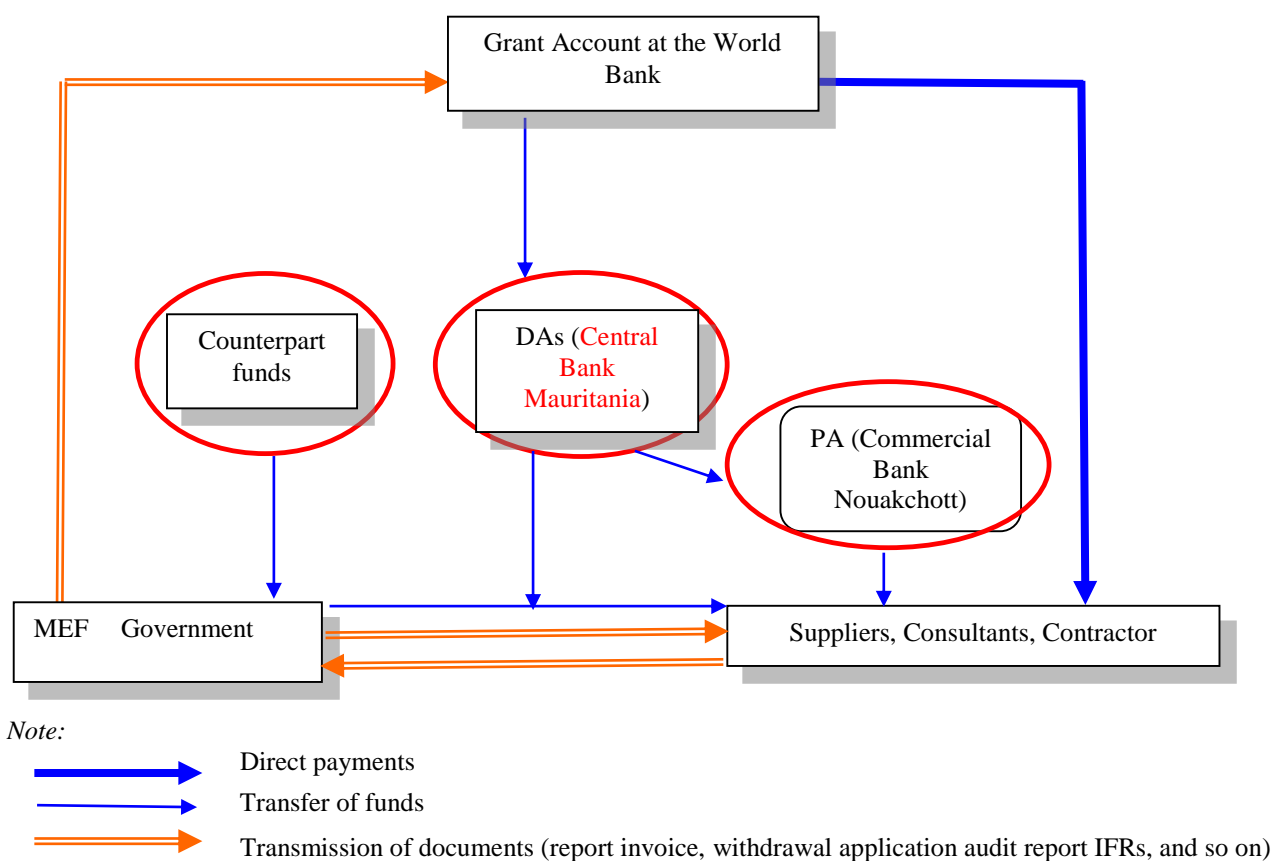 Grant Account at the World
Bank
Counterpart
funds
DAs (Central
Bank
Mauritania)
PA (Commercial
Bank
Nouakchott)
MEF Government
Suppliers, Consultants, Contractor
Note:
Direct payments
Transfer of funds
Transmission of documents (report invoice, withdrawal application audit report IFRs, and so on)